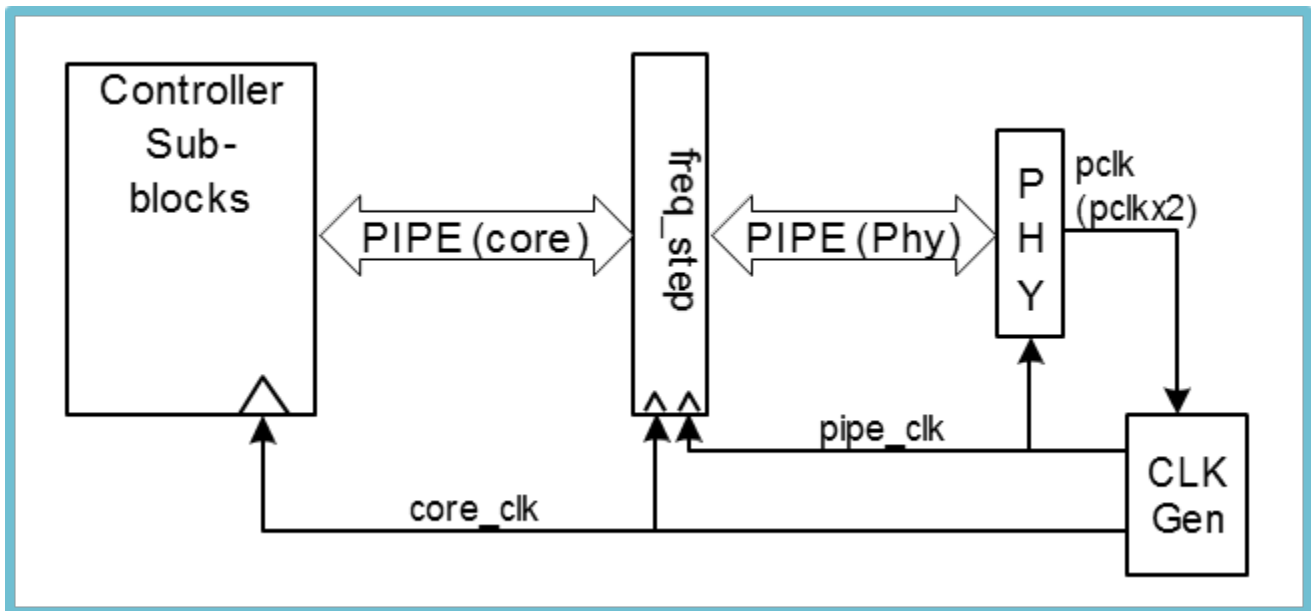 Controller
Sub-
blocks
PIPE (core)
freq_step
PIPE (Phy)
P
H
Y
pclk
(pclkx2)
pipe_clk
core_clk
CLK
Gen